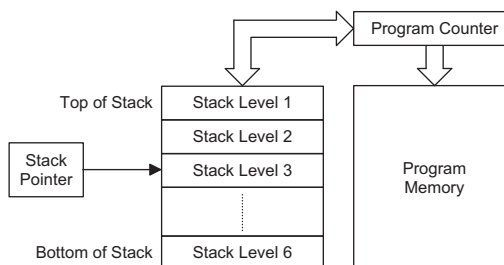 Program Counter
Top of Stack
Stack Level 1
Stack Level 2
Stack
Pointer
Stack Level 3
Program
Memory
Bottom of Stack
Stack Level 6